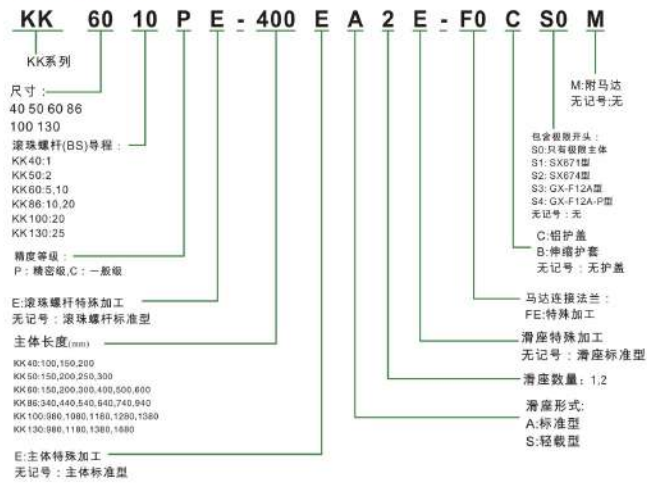 KK 60 10 P E - 400 E A 2 E - F0 C S0 M
KK系列
尺寸：
40 50 60 86
100 130
滚珠螺杆(BS)导程：
KK40:1
KK50:2
KK60:5,10
KK86:10,20
KK100:20
KK130:25
精度等级：
P：精密级,C：一般级
E:滚珠螺杆特殊加工
无记号：滚珠螺杆标准型
主体长度(mm)
KK40:100,150,200
KK50:150,200,250,300
KK60:150,200,300,400,500,600
KK86:340,440,540,640,740,940
KK100:980,1080,1180,1280,1380
KK130:980,1180,1380,1680
E:主体特殊加工
无记号：主体标准型
M:附马达
无记号:无
包含极限开头：
S0:只有极限主体
S1: SX671型
S2: SX674型
S3: GX-F12A型
S4: GX-F12A-P型
无记号：无
C:铝护盖
B:伸缩护套
无记号：无护盖
马达连接法兰：
FE:特殊加工
滑座特殊加工
无记号：滑座标准型
滑座数量：1,2
滑座形式:
A:标准型
S:轻载型